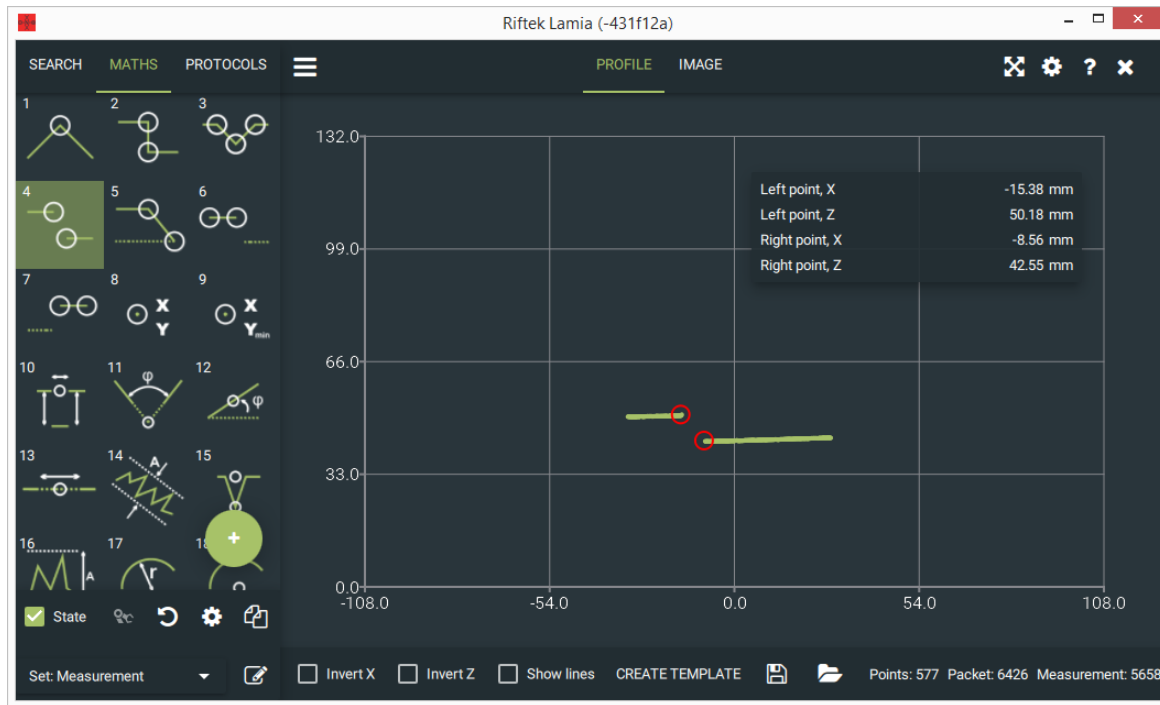 Riftek Lamia (-431f12a)
SEARCH MATHS PROTOCOLS
PROFILE IMAGE
?
1 2 3
4 5 6
7 8 9
X
Y
X
Ymin
10 11 12
φ
φ
13 14 15
A
16 17
A
r
+
State
Set: Measurement
132.0
99.0
66.0
33.0
0.0
-108.0 -54.0 0.0 54.0 108.0
Left point, X -15.38 mm
Left point, Z 50.18 mm
Right point, X -8.56 mm
Right point, Z 42.55 mm
Invert X Invert Z Show lines CREATE TEMPLATE Points: 577 Packet: 6426 Measurement: 5658